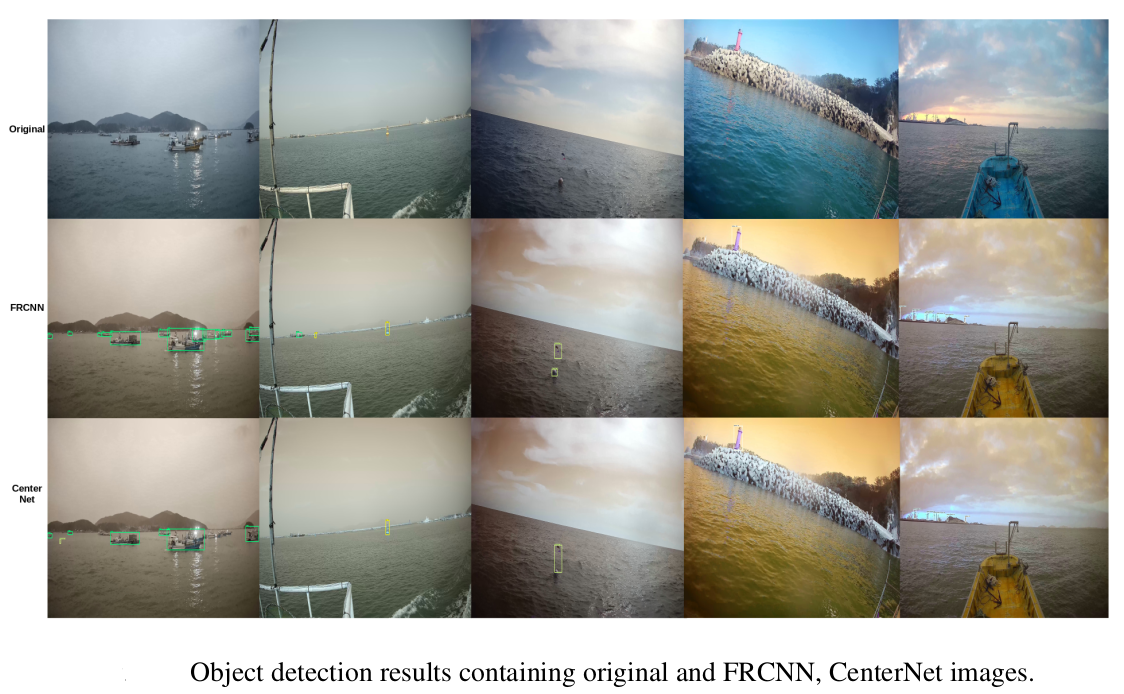 Original
FRCNN
Center
Net
Object detection results containing original and FRCNN, CenterNet images.